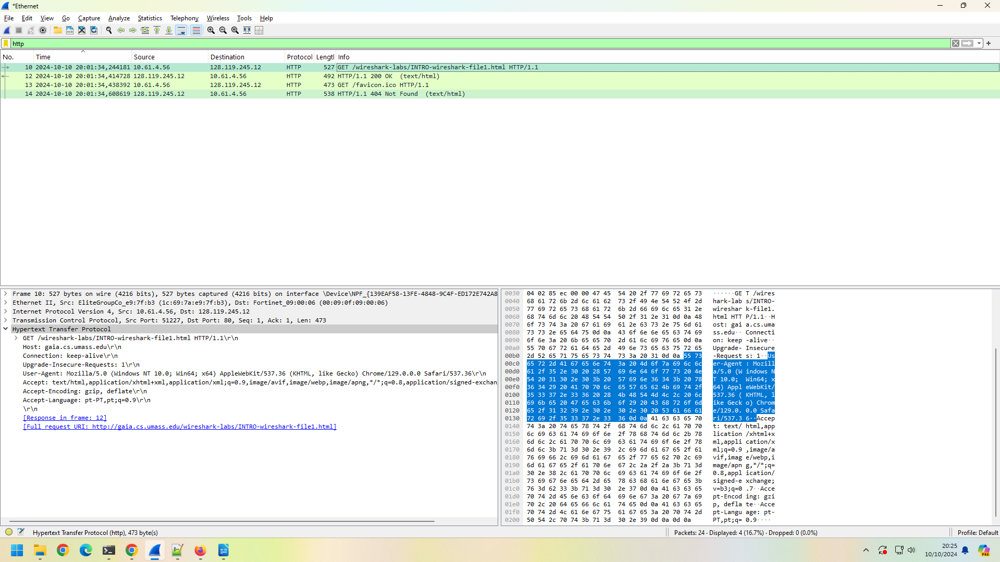 *Ethernet
File Edit View Go Capture Analyze Statistics Telephony Wireless Tools Help
http
No. Time Source Destination Protocol Lengtl Info
10 2024-10-10 20:01:34,244181 10.61.4.56 128.119.245.12 HTTP 527 GET /wireshark-labs/INTRO-wireshark-file1.html HTTP/1.1
12 2024-10-10 20:01:34,414728 128.119.245.12 10.61.4.56 HTTP 492 HTTP/1.1 200 OK (text/html)
13 2024-10-10 20:01:34,438392 10.61.4.56 128.119.245.12 HTTP 473 GET /favicon.ico HTTP/1.1
14 2024-10-10 20:01:34,608619 128.119.245.12 10.61.4.56 HTTP 538 HTTP/1.1 404 Not Found (text/html)
Frame 10: 527 bytes on wire (4216 bits), 527 bytes captured (4216 bits) on interface \Device\NPF_{139EAF58-13FE-4848-9C4F-ED172E742A8
Ethernet II, Src: EliteGroupCo_e9:7f:b3 (1c:69:7a:e9:7f:b3), Dst: Fortinet_09:00:06 (00:09:0f:09:00:06)
Internet Protocol Version 4, Src: 10.61.4.56, Dst: 128.119.245.12
Transmission Control Protocol, Src Port: 51227, Dst Port: 80, Seq: 1, Ack: 1, Len: 473
Hypertext Transfer Protocol
GET /wireshark-labs/INTRO-wireshark-file1.html HTTP/1.1\r\n
Host: gaia.cs.umass.edu\r\n
Connection: keep-alive\r\n
Upgrade-Insecure-Requests: 1\r\n
User-Agent: Mozilla/5.0 (Windows NT 10.0; Win64; x64) AppleWebKit/537.36 (KHTML, like Gecko) Chrome/129.0.0.0 Safari/537.36\r\n
Accept: text/html,application/xhtml+xml,application/xml;q=0.9,image/avif,image/webp,image/apng,*/*;q=0.8,application/signed-exchan
Accept-Encoding: gzip, deflate\r\n
Accept-Language: pt-PT,pt;q=0.9\r\n
\r\n
[Response in frame: 12]
[Full request URI: http://gaia.cs.umass.edu/wireshark-labs/INTRO-wireshark-file1.html]
0030 04 02 85 ec 00 00 47 45 54 20 2f 77 69 72 65 73 ······GE T /wires
0040 68 61 72 6b 2d 6c 61 62 73 2f 49 4e 54 52 4f 2d hark-lab s/INTRO-
0050 77 69 72 65 73 68 61 72 6b 2d 66 69 6c 65 31 2e wireshar k-file1.
0060 68 74 6d 6c 20 48 54 54 50 2f 31 2e 31 0d 0a 48 html HTT P/1.1··H
0070 6f 73 74 3a 20 67 61 69 61 2e 63 73 2e 75 6d 61 ost: gai a.cs.uma
0080 73 73 2e 65 64 75 0d 0a 43 6f 6e 6e 65 63 74 69 ss.edu·· Connecti
0090 6f 6e 3a 20 6b 65 65 70 2d 61 6c 69 76 65 0d 0a on: keep -alive··
00a0 55 70 67 72 61 64 65 2d 49 6e 73 65 63 75 72 65 Upgrade- Insecure
00b0 2d 52 65 71 75 65 73 74 73 3a 20 31 0d 0a 55 73 -Request s: 1··Us
00c0 65 72 2d 41 67 65 6e 74 3a 20 4d 6f 7a 69 6c 6c er-Agent : Mozill
00d0 61 2f 35 2e 30 20 28 57 69 6e 64 6f 77 73 20 4e a/5.0 (W indows N
00e0 54 20 31 30 2e 30 3b 20 57 69 6e 36 34 3b 20 78 T 10.0;  Win64; x
00f0 36 34 29 20 41 70 70 6c 65 57 65 62 4b 69 74 2f 64) Appl eWebKit/
0100 35 33 37 2e 33 36 20 28 4b 48 54 4d 4c 2c 20 6c 537.36 ( KHTML, l
0110 69 6b 65 20 47 65 63 6b 6f 29 20 43 68 72 6f 6d ike Geck o) Chrom
0120 65 2f 31 32 39 2e 30 2e 30 2e 30 20 53 61 66 61 e/129.0. 0.0 Safa
0130 72 69 2f 35 33 37 2e 33 36 0d 0a 41 63 63 65 70 ri/537.3 6··Accep
0140 74 3a 20 74 65 78 74 2f 68 74 6d 6c 2c 61 70 70 t: text/ html,app
0150 6c 69 63 61 74 69 6f 6e 2f 78 68 74 6d 6c 2b 78 lication /xhtml+x
0160 6d 6c 2c 61 70 70 6c 69 63 61 74 69 6f 6e 2f 78 ml,appli cation/x
0170 6d 6c 3b 71 3d 30 2e 39 2c 69 6d 61 67 65 2f 61 ml;q=0.9 ,image/a
0180 76 69 66 2c 69 6d 61 67 65 2f 77 65 62 70 2c 69 vif,imag e/webp,i
0190 6d 61 67 65 2f 61 70 6e 67 2c 2a 2f 2a 3b 71 3d mage/apn g,*/*;q=
01a0 30 2e 38 2c 61 70 70 6c 69 63 61 74 69 6f 6e 2f 0.8,appl ication/
01b0 73 69 67 6e 65 64 2d 65 78 63 68 61 6e 67 65 3b signed-e xchange;
01c0 76 3d 62 33 3b 71 3d 30 2e 37 0d 0a 41 63 63 65 v=b3;q=0 .7··Acce
01d0 70 74 2d 45 6e 63 6f 64 69 6e 67 3a 20 67 7a 69 pt-Encod ing: gzi
01e0 70 2c 20 64 65 66 6c 61 74 65 0d 0a 41 63 63 65 p, defla te··Acce
01f0 70 74 2d 4c 61 6e 67 75 61 67 65 3a 20 70 74 2d pt-Langu age: pt-
0200 50 54 2c 70 74 3b 71 3d 30 2e 39 0d 0a 0d 0a PT,pt;q= 0.9····
Hypertext Transfer Protocol (http), 473 byte(s)
Packets: 24 · Displayed: 4 (16.7%) · Dropped: 0 (0.0%)
Profile: Default
20:25
10/10/2024
PRE